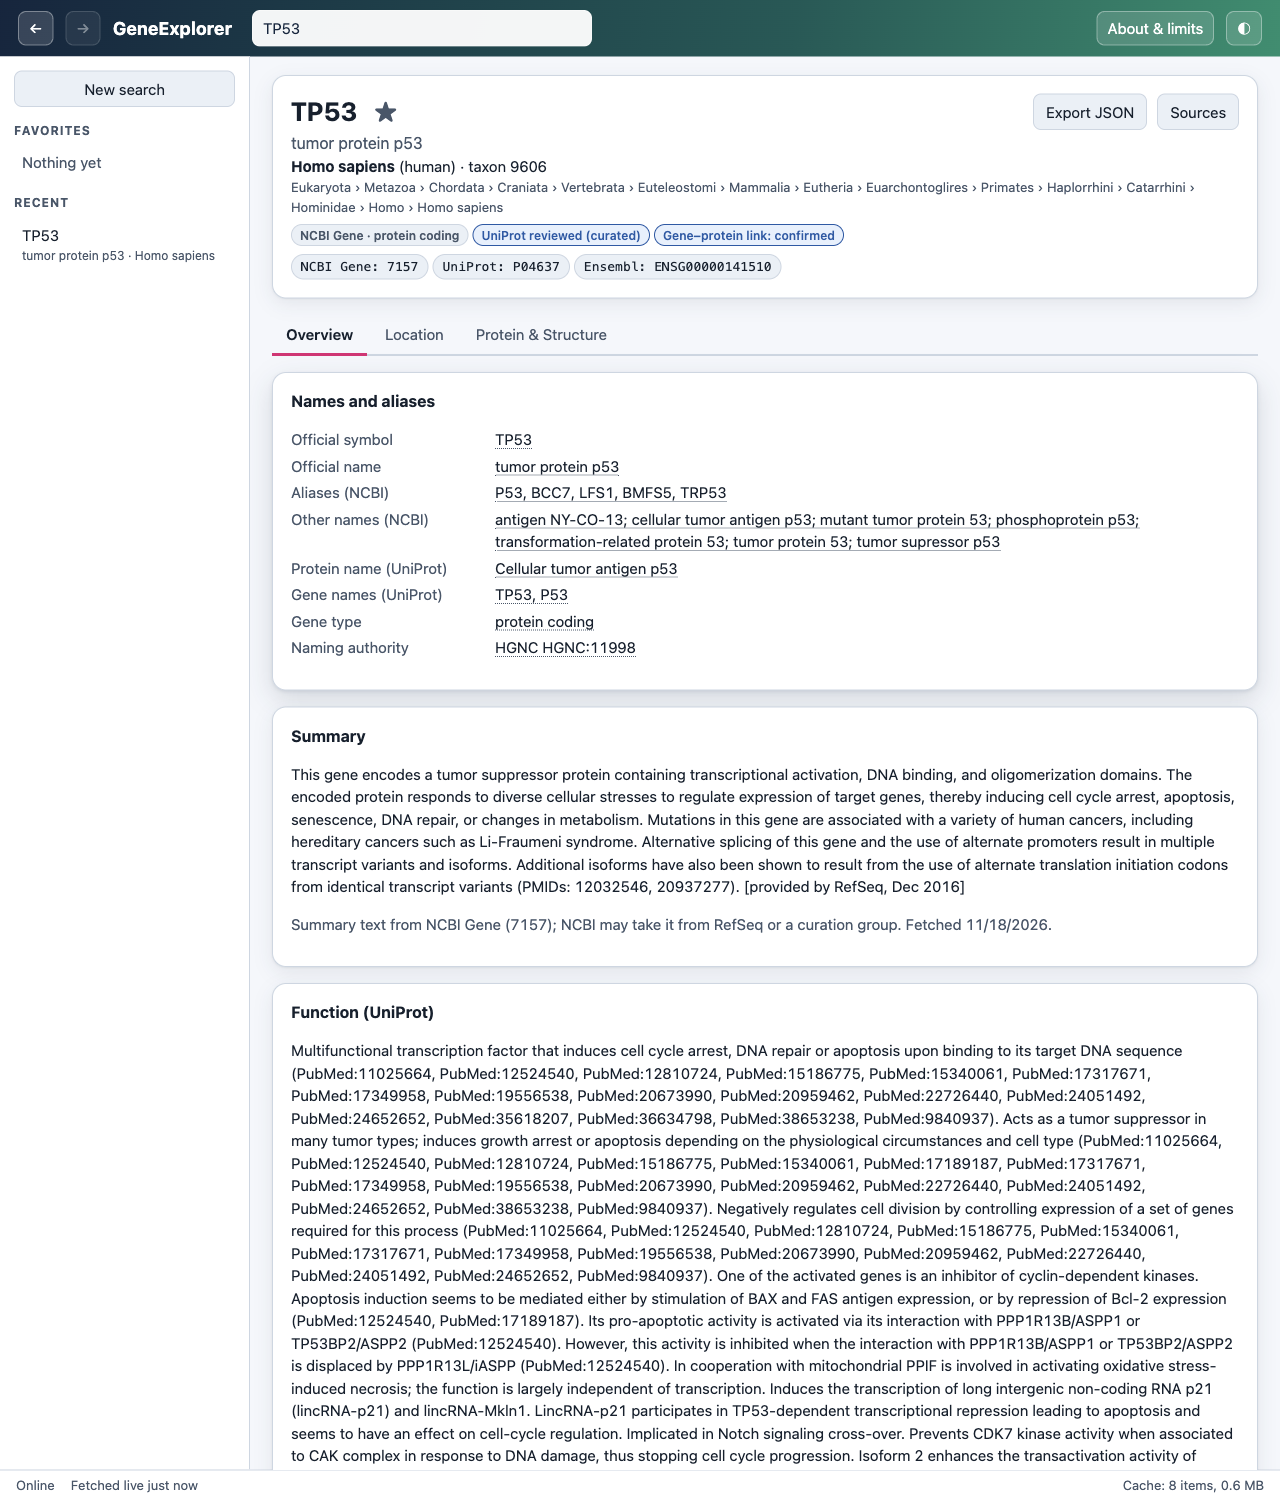 GeneExplorer
TP53
About & limits
New search
FAVORITES
Nothing yet
RECENT
TP53
tumor protein p53 · Homo sapiens
TP53
Export JSON
Sources
tumor protein p53
Homo sapiens (human) · taxon 9606
Eukaryota › Metazoa › Chordata › Craniata › Vertebrata › Euteleostomi › Mammalia › Eutheria › Euarchontoglires › Primates › Haplorrhini › Catarrhini ›
Hominidae › Homo › Homo sapiens
NCBI Gene · protein coding
UniProt reviewed (curated)
Gene–protein link: confirmed
NCBI Gene: 7157
UniProt: P04637
Ensembl: ENSG00000141510
Overview
Location
Protein & Structure
Names and aliases
Official symbol TP53
Official name tumor protein p53
Aliases (NCBI) P53, BCC7, LFS1, BMFS5, TRP53
Other names (NCBI) antigen NY-CO-13; cellular tumor antigen p53; mutant tumor protein 53; phosphoprotein p53;
transformation-related protein 53; tumor protein 53; tumor supressor p53
Protein name (UniProt) Cellular tumor antigen p53
Gene names (UniProt) TP53, P53
Gene type protein coding
Naming authority HGNC HGNC:11998
Summary
This gene encodes a tumor suppressor protein containing transcriptional activation, DNA binding, and oligomerization domains. The
encoded protein responds to diverse cellular stresses to regulate expression of target genes, thereby inducing cell cycle arrest, apoptosis,
senescence, DNA repair, or changes in metabolism. Mutations in this gene are associated with a variety of human cancers, including
hereditary cancers such as Li-Fraumeni syndrome. Alternative splicing of this gene and the use of alternate promoters result in multiple
transcript variants and isoforms. Additional isoforms have also been shown to result from the use of alternate translation initiation codons
from identical transcript variants (PMIDs: 12032546, 20937277). [provided by RefSeq, Dec 2016]
Summary text from NCBI Gene (7157); NCBI may take it from RefSeq or a curation group. Fetched 11/18/2026.
Function (UniProt)
Multifunctional transcription factor that induces cell cycle arrest, DNA repair or apoptosis upon binding to its target DNA sequence
(PubMed:11025664, PubMed:12524540, PubMed:12810724, PubMed:15186775, PubMed:15340061, PubMed:17317671,
PubMed:17349958, PubMed:19556538, PubMed:20673990, PubMed:20959462, PubMed:22726440, PubMed:24051492,
PubMed:24652652, PubMed:35618207, PubMed:36634798, PubMed:38653238, PubMed:9840937). Acts as a tumor suppressor in
many tumor types; induces growth arrest or apoptosis depending on the physiological circumstances and cell type (PubMed:11025664,
PubMed:12524540, PubMed:12810724, PubMed:15186775, PubMed:15340061, PubMed:17189187, PubMed:17317671,
PubMed:17349958, PubMed:19556538, PubMed:20673990, PubMed:20959462, PubMed:22726440, PubMed:24051492,
PubMed:24652652, PubMed:38653238, PubMed:9840937). Negatively regulates cell division by controlling expression of a set of genes
required for this process (PubMed:11025664, PubMed:12524540, PubMed:12810724, PubMed:15186775, PubMed:15340061,
PubMed:17317671, PubMed:17349958, PubMed:19556538, PubMed:20673990, PubMed:20959462, PubMed:22726440,
PubMed:24051492, PubMed:24652652, PubMed:9840937). One of the activated genes is an inhibitor of cyclin-dependent kinases.
Apoptosis induction seems to be mediated either by stimulation of BAX and FAS antigen expression, or by repression of Bcl-2 expression
(PubMed:12524540, PubMed:17189187). Its pro-apoptotic activity is activated via its interaction with PPP1R13B/ASPP1 or
TP53BP2/ASPP2 (PubMed:12524540). However, this activity is inhibited when the interaction with PPP1R13B/ASPP1 or TP53BP2/ASPP2
is displaced by PPP1R13L/iASPP (PubMed:12524540). In cooperation with mitochondrial PPIF is involved in activating oxidative stress-
induced necrosis; the function is largely independent of transcription. Induces the transcription of long intergenic non-coding RNA p21
(lincRNA-p21) and lincRNA-Mkln1. LincRNA-p21 participates in TP53-dependent transcriptional repression leading to apoptosis and
seems to have an effect on cell-cycle regulation. Implicated in Notch signaling cross-over. Prevents CDK7 kinase activity when associated
to CAK complex in response to DNA damage, thus stopping cell cycle progression. Isoform 2 enhances the transactivation activity of
Online
Fetched live just now
Cache: 8 items, 0.6 MB